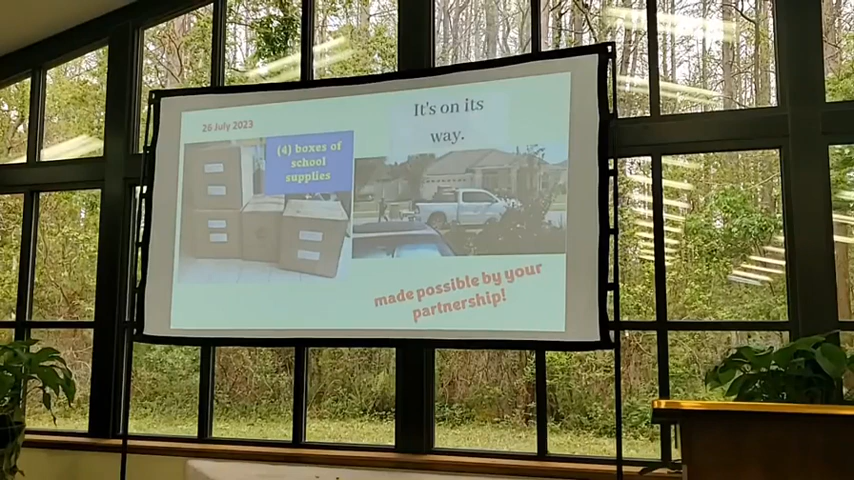 26 July 2023
(4) boxes of
school
supplies
It's on its
way.
made possible by your
partnership!